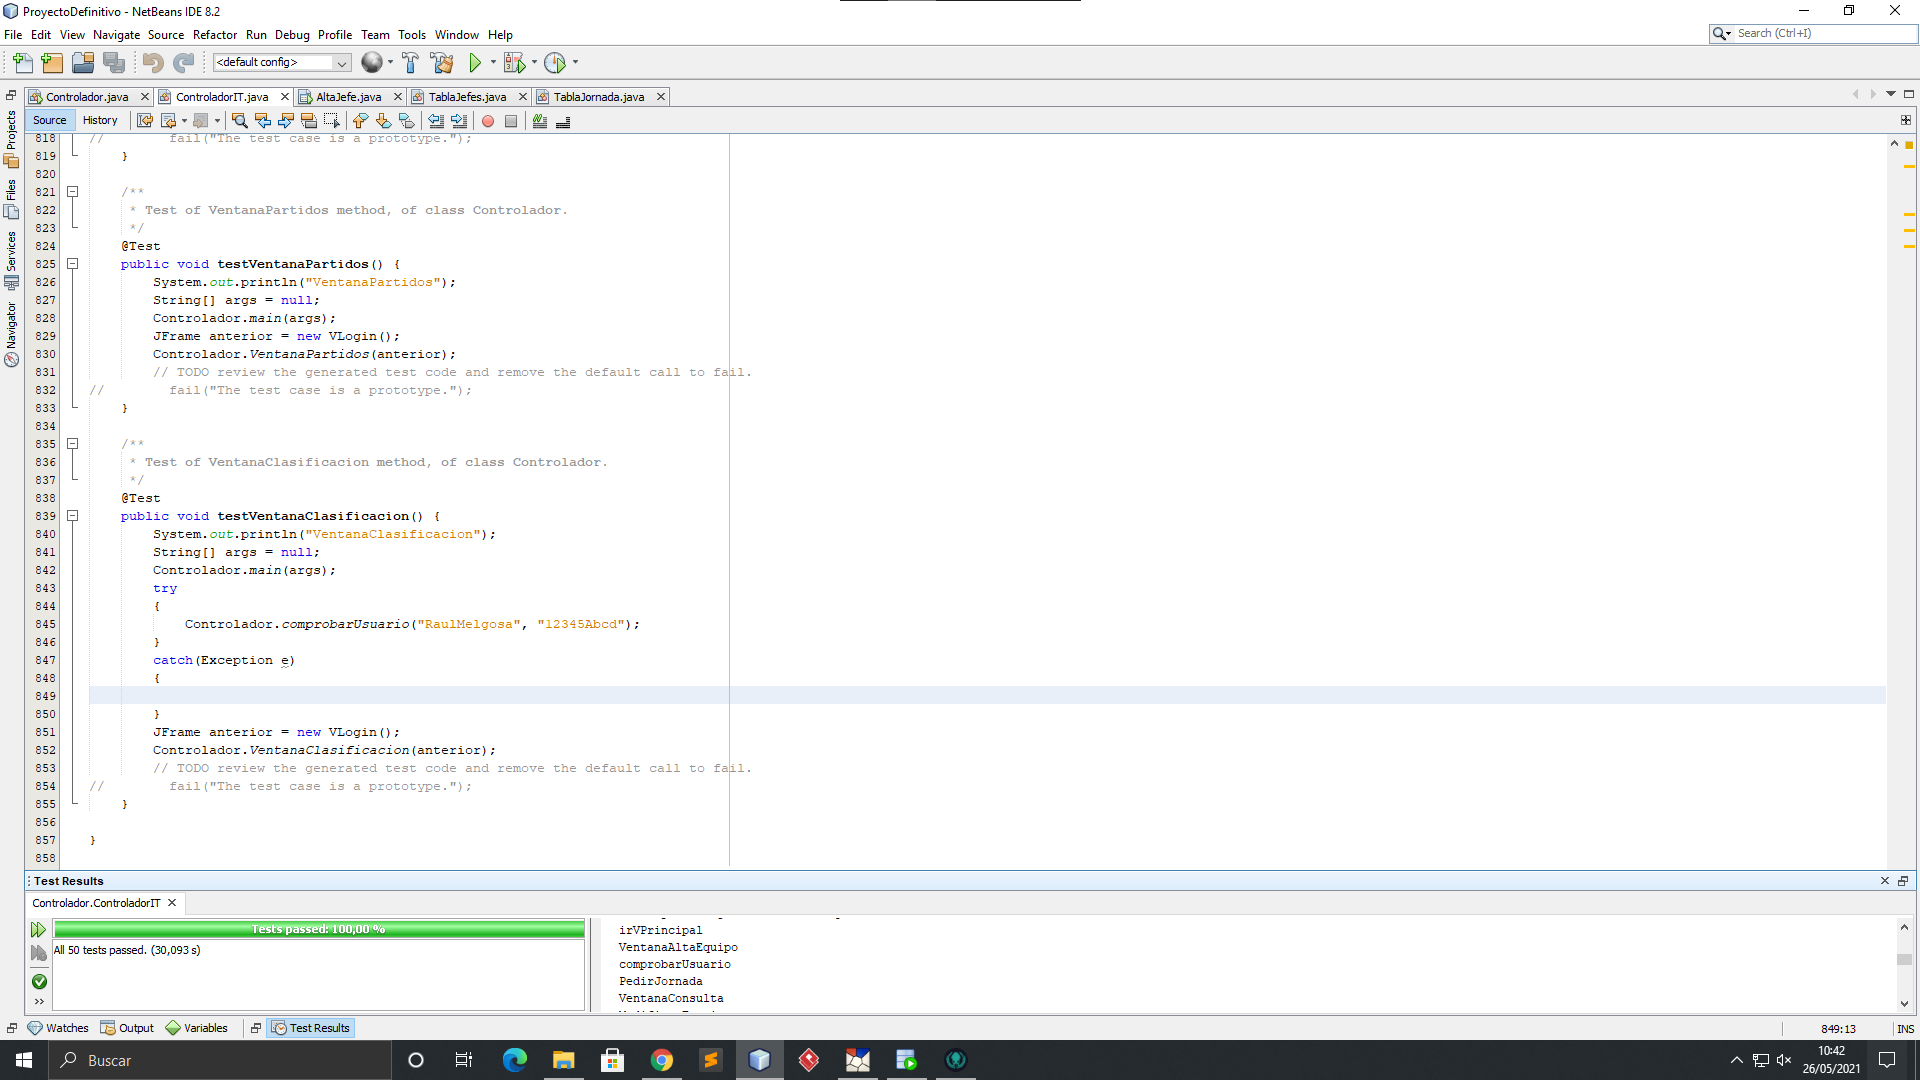 ProyectoDefinitivo - NetBeans IDE 8.2
File Edit View Navigate Source Refactor Run Debug Profile Team Tools Window Help
Search (Ctrl+I)
<default config>
Controlador.java ControladorIT.java AltaJefe.java TablaJefes.java TablaJornada.java
Source History
Projects
Files
Services
Navigator
818 // fail("The test case is a prototype.");
819 }
820
821 /**
822 * Test of VentanaPartidos method, of class Controlador.
823 */
824 @Test
825 public void testVentanaPartidos() {
826 System.out.println("VentanaPartidos");
827 String[] args = null;
828 Controlador.main(args);
829 JFrame anterior = new VLogin();
830 Controlador.VentanaPartidos(anterior);
831 // TODO review the generated test code and remove the default call to fail.
832 // fail("The test case is a prototype.");
833 }
834
835 /**
836 * Test of VentanaClasificacion method, of class Controlador.
837 */
838 @Test
839 public void testVentanaClasificacion() {
840 System.out.println("VentanaClasificacion");
841 String[] args = null;
842 Controlador.main(args);
843 try
844 {
845 Controlador.comprobarUsuario("RaulMelgosa", "12345Abcd");
846 }
847 catch(Exception e)
848 {
849
850 }
851 JFrame anterior = new VLogin();
852 Controlador.VentanaClasificacion(anterior);
853 // TODO review the generated test code and remove the default call to fail.
854 // fail("The test case is a prototype.");
855 }
856
857 }
858
Test Results
Controlador.ControladorIT
Tests passed: 100,00 %
All 50 tests passed. (30,093 s)
irVPrincipal
VentanaAltaEquipo
comprobarUsuario
PedirJornada
VentanaConsulta
Watches Output Variables Test Results
849:13 INS
Buscar
10:42
26/05/2021